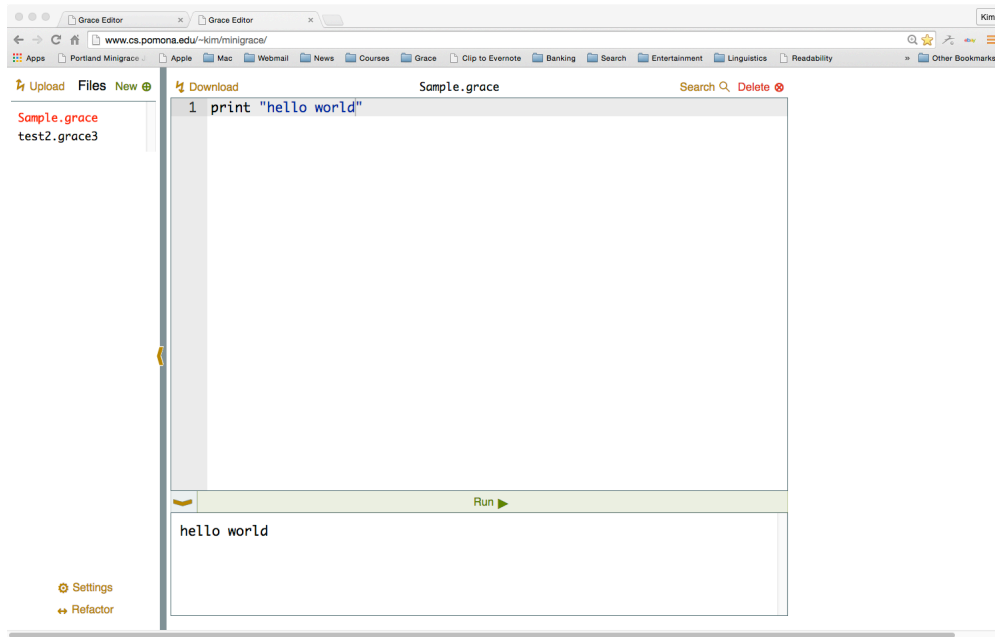 Grace Editor × Grace Editor × Kim
www.cs.pomona.edu/~kim/minigrace/
Apps Portland Minigrace Apple Mac Webmail News Courses Grace Clip to Evernote Banking Search Entertainment Linguistics Readability » Other Bookmarks
Upload Files New Download Sample.grace Search Delete
Sample.grace
test2.grace3
1 print "hello world"
Run
hello world
Settings
Refactor